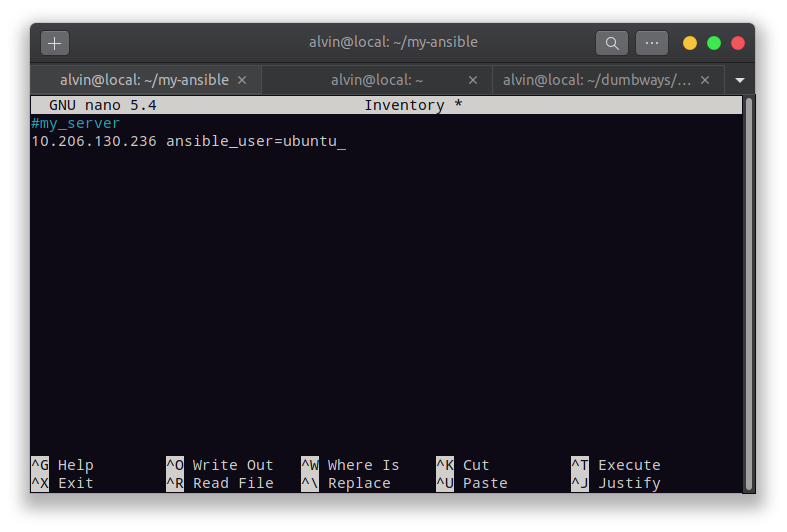 alvin@local: ~/my-ansible
alvin@local: ~/my-ansible × alvin@local: ~ × alvin@local: ~/dumbways/... ×
GNU nano 5.4 Inventory *
#my_server
10.206.130.236 ansible_user=ubuntu_
^G Help ^O Write Out ^W Where Is ^K Cut ^T Execute
^X Exit ^R Read File ^\ Replace ^U Paste ^J Justify